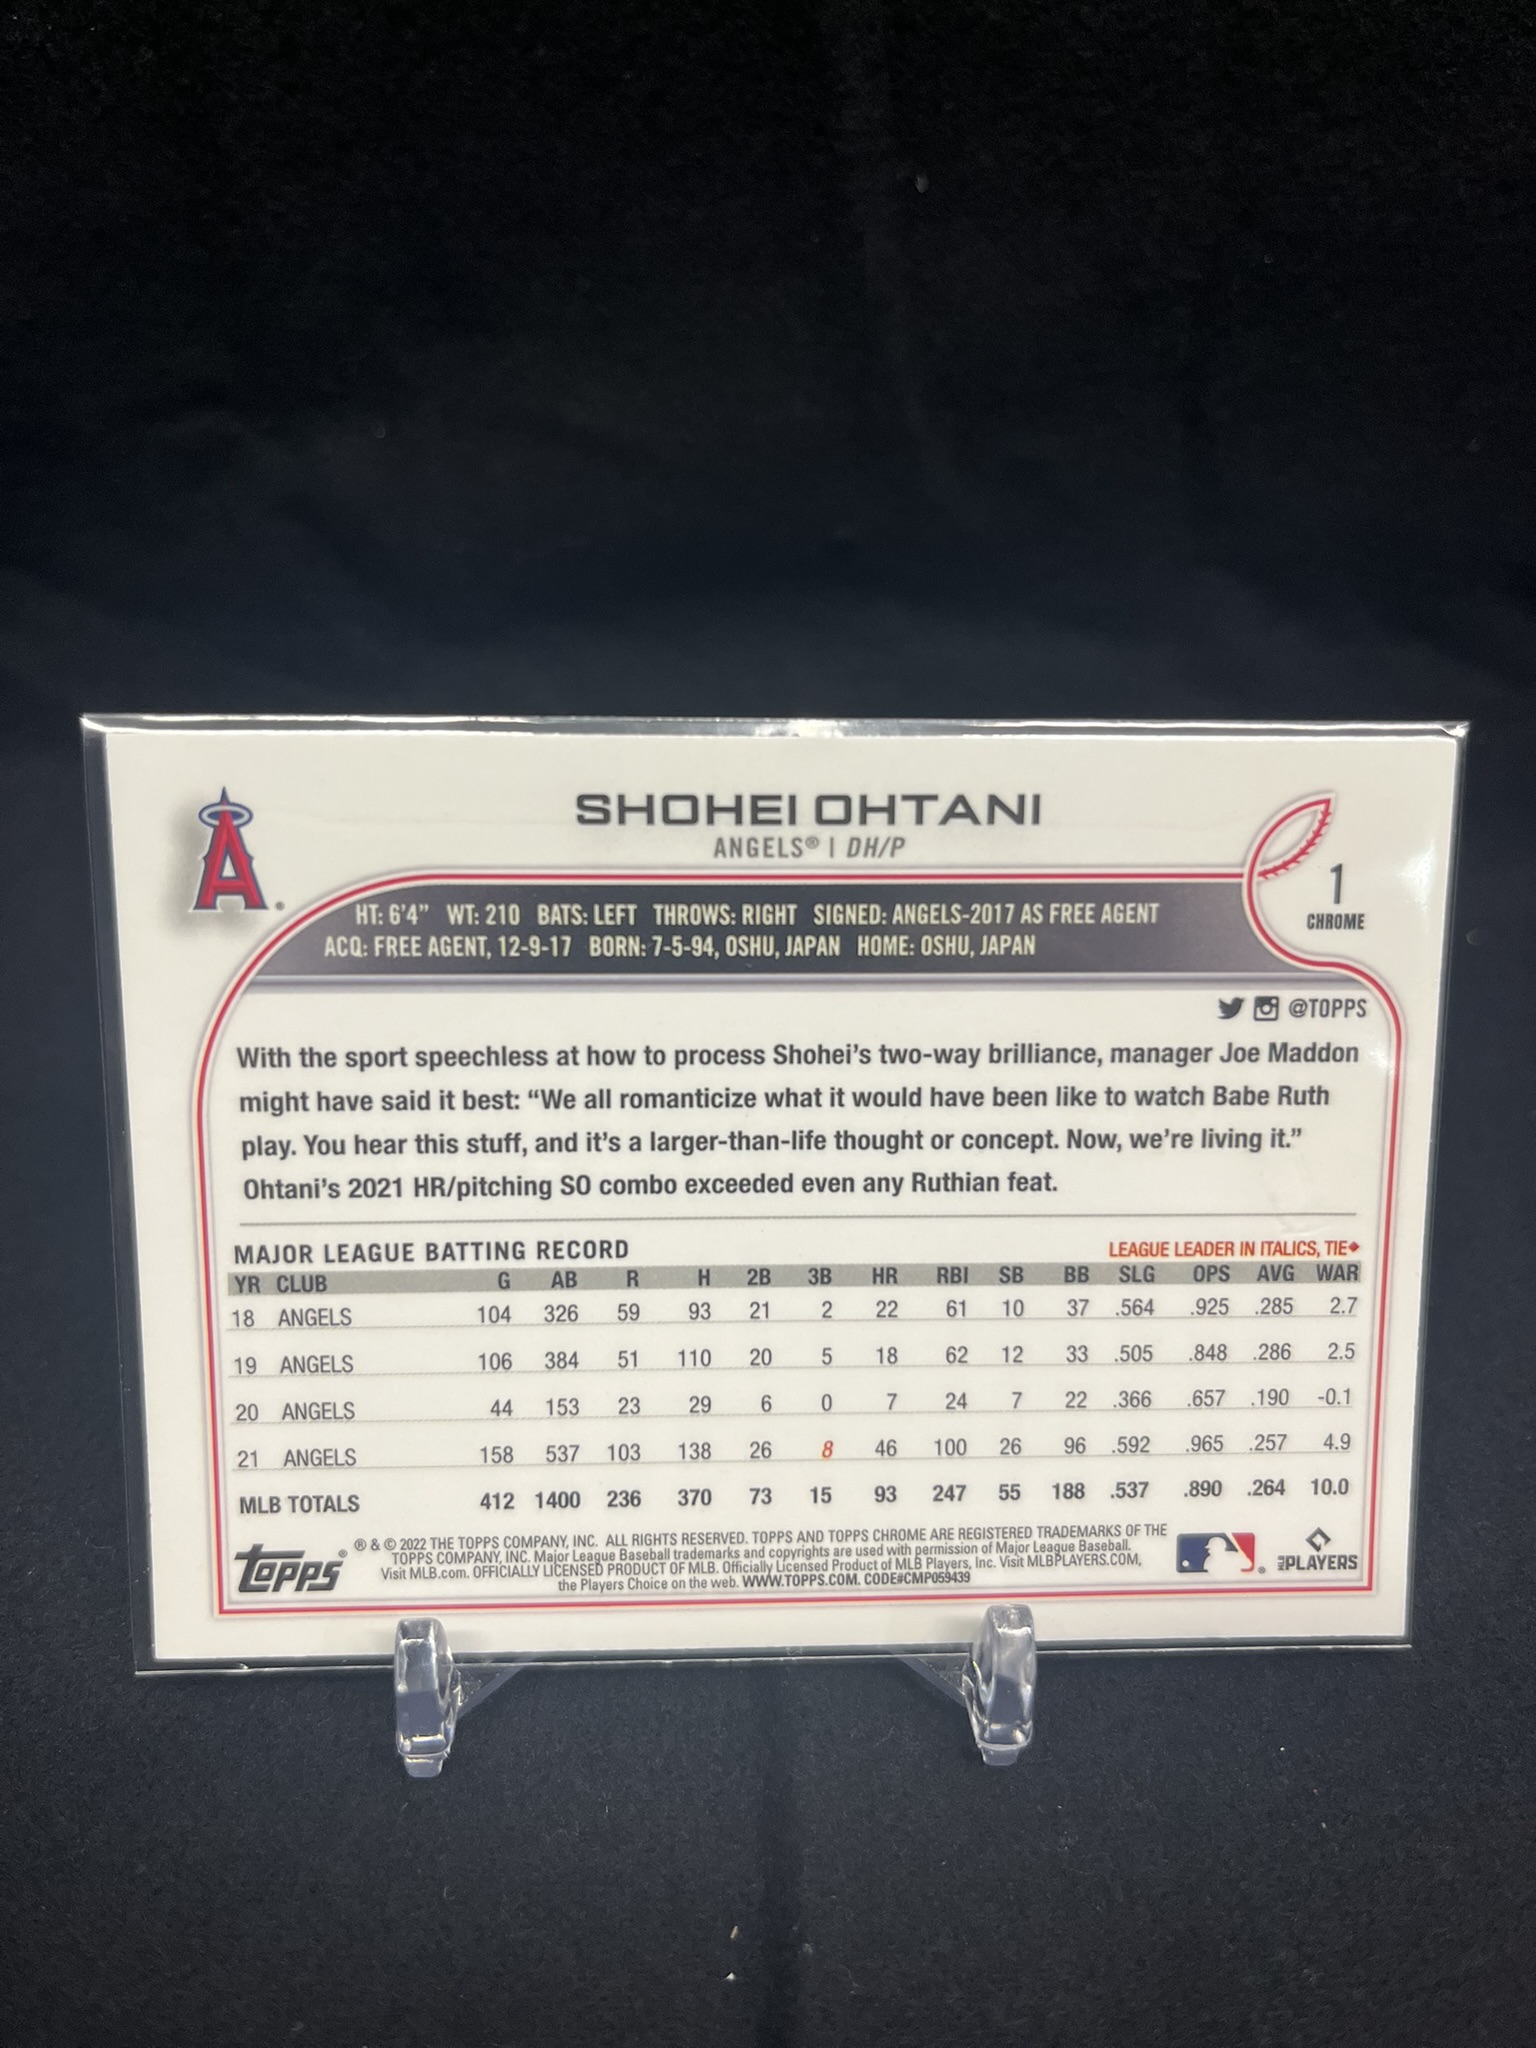 SHOHEI OHTANI
ANGELS® | DH/P
1
CHROME
HT: 6'4” WT: 210 BATS: LEFT THROWS: RIGHT SIGNED: ANGELS-2017 AS FREE AGENT
ACQ: FREE AGENT, 12-9-17 BORN: 7-5-94, OSHU, JAPAN HOME: OSHU, JAPAN
@TOPPS
With the sport speechless at how to process Shohei’s two-way brilliance, manager Joe Maddon
might have said it best: “We all romanticize what it would have been like to watch Babe Ruth
play. You hear this stuff, and it’s a larger-than-life thought or concept. Now, we’re living it.”
Ohtani’s 2021 HR/pitching SO combo exceeded even any Ruthian feat.
MAJOR LEAGUE BATTING RECORD LEAGUE LEADER IN ITALICS, TIE◆
YR CLUB G AB R H 2B 3B HR RBI SB BB SLG OPS AVG WAR
18 ANGELS 104 326 59 93 21 2 22 61 10 37 .564 .925 .285 2.7
19 ANGELS 106 384 51 110 20 5 18 62 12 33 .505 .848 .286 2.5
20 ANGELS 44 153 23 29 6 0 7 24 7 22 .366 .657 .190 -0.1
21 ANGELS 158 537 103 138 26 8 46 100 26 96 .592 .965 .257 4.9
MLB TOTALS 412 1400 236 370 73 15 93 247 55 188 .537 .890 .264 10.0
® & © 2022 THE TOPPS COMPANY, INC. ALL RIGHTS RESERVED. TOPPS AND TOPPS CHROME ARE REGISTERED TRADEMARKS OF THE
TOPPS COMPANY, INC. Major League Baseball trademarks and copyrights are used with permission of Major League Baseball.
Visit MLB.com. OFFICIALLY LICENSED PRODUCT OF MLB. Officially Licensed Product of MLB Players, Inc. Visit MLBPLAYERS.COM,
the Players Choice on the web. WWW.TOPPS.COM. CODE#CMP059439
topps®
MLB PLAYERS